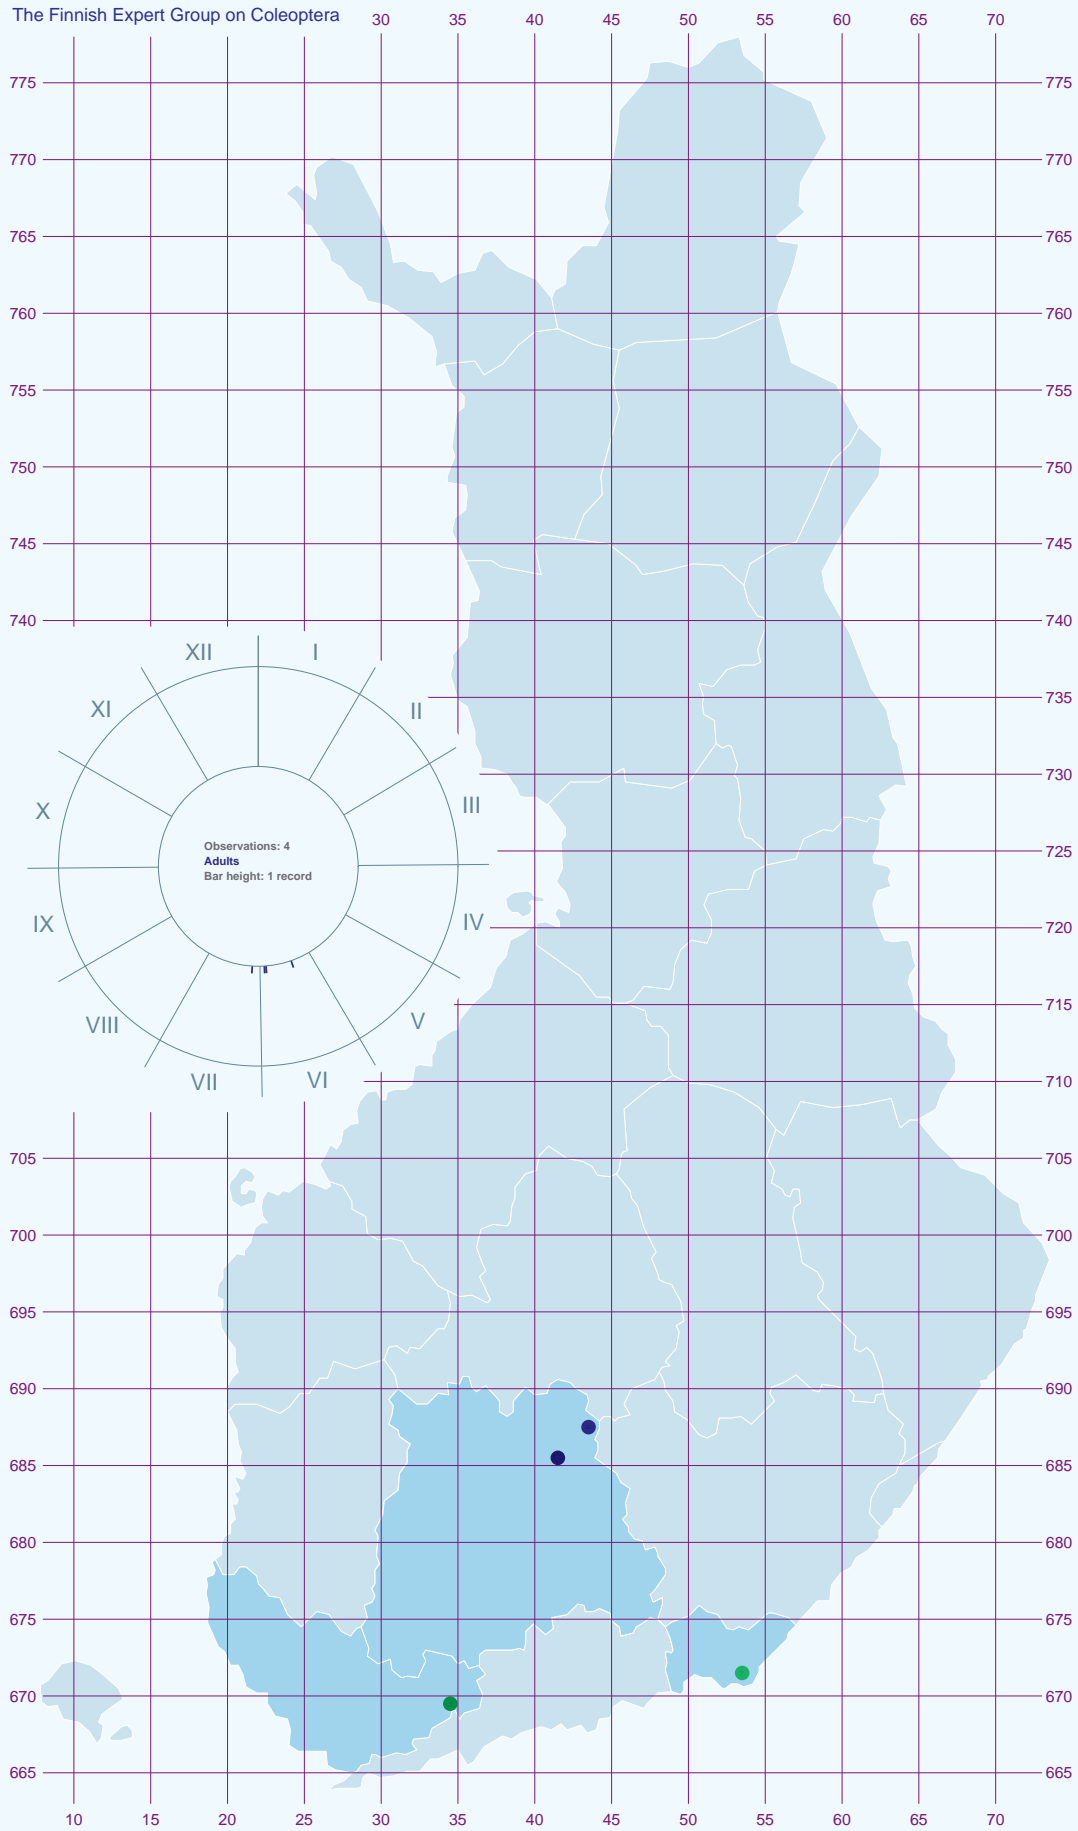 The Finnish Expert Group on Coleoptera 30 35 40 45 50 55 60 65 70
775 775
770 770
765 765
760 760
755 755
750 750
745 745
740 740
XII I
XI II
735
730
X III
Observations: 4
Adults
Bar height: 1 record
725
IX IV
720
715
VIII V
VII VI
710 710
705 705
700 700
695 695
690 690
685 685
680 680
675 675
670 670
665 665
10 15 20 25 30 35 40 45 50 55 60 65 70